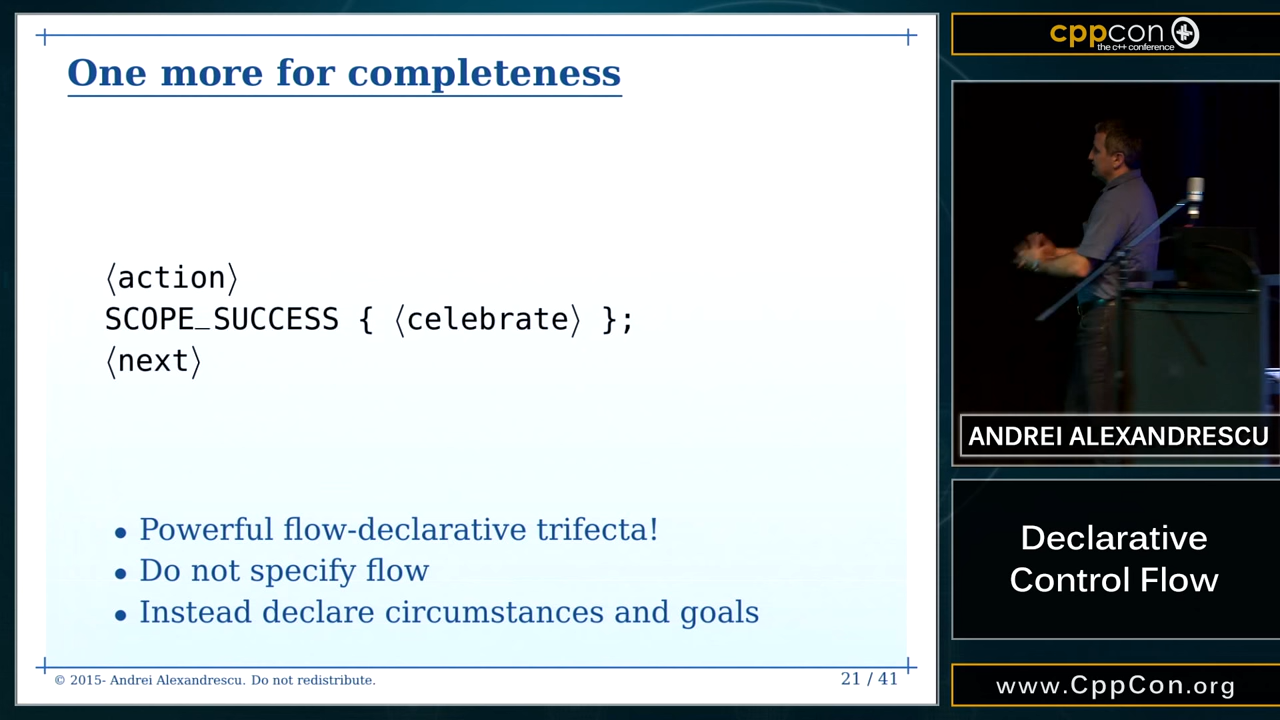 One more for completeness
⟨action⟩
SCOPE_SUCCESS { ⟨celebrate⟩ };
⟨next⟩
• Powerful flow-declarative trifecta!
• Do not specify flow
• Instead declare circumstances and goals
© 2015- Andrei Alexandrescu. Do not redistribute.
21 / 41
cppcon
the c++ conference
ANDREI ALEXANDRESCU
Declarative
Control Flow
www.CppCon.org